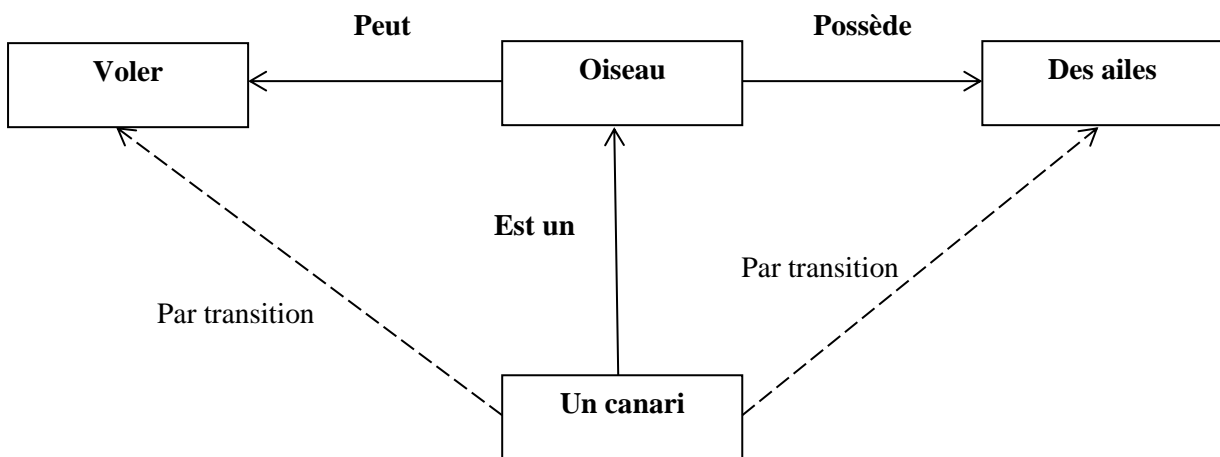 Peut
Possède
Voler
Oiseau
Des ailes
Est un
Par transition
Par transition
Un canari